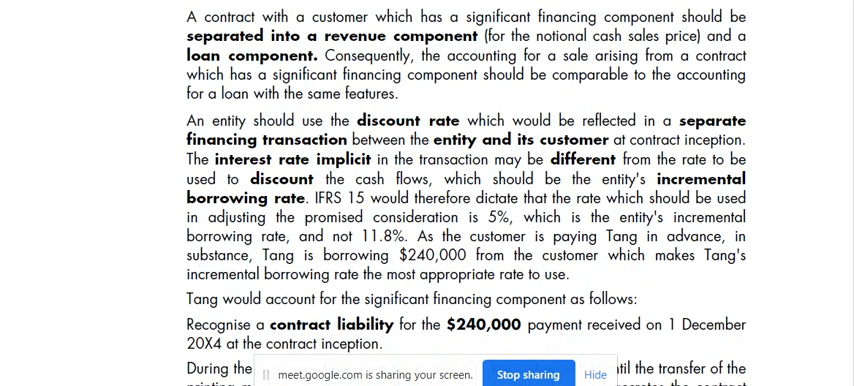 A contract with a customer which has a significant financing component should be
separated into a revenue component (for the notional cash sales price) and a
loan component. Consequently, the accounting for a sale arising from a contract
which has a significant financing component should be comparable to the accounting
for a loan with the same features.
An entity should use the discount rate which would be reflected in a separate
financing transaction between the entity and its customer at contract inception.
The interest rate implicit in the transaction may be different from the rate to be
used to discount the cash flows, which should be the entity's incremental
borrowing rate. IFRS 15 would therefore dictate that the rate which should be used
in adjusting the promised consideration is 5%, which is the entity's incremental
borrowing rate, and not 11.8%. As the customer is paying Tang in advance, in
substance, Tang is borrowing $240,000 from the customer which makes Tang's
incremental borrowing rate the most appropriate rate to use.
Tang would account for the significant financing component as follows:
Recognise a contract liability for the $240,000 payment received on 1 December
20X4 at the contract inception.
During the
the transfer of the
meet.google.com is sharing your screen. Stop sharing Hide